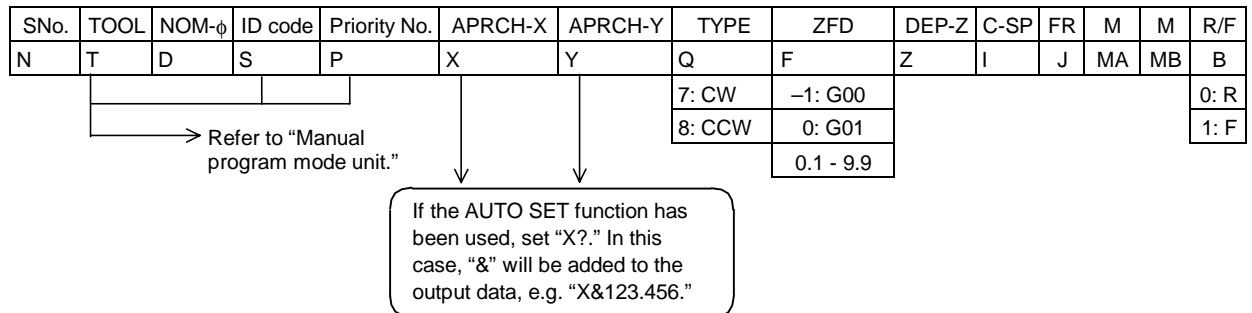 SNo. TOOL NOM-ϕ ID code Priority No. APRCH-X APRCH-Y TYPE ZFD DEP-Z C-SP FR M M R/F
N T D S P X Y Q F Z I J MA MB B
7: CW –1: G00 0: R
8: CCW 0: G01 1: F
0.1 - 9.9
Refer to “Manual
program mode unit.”
If the AUTO SET function has
been used, set “X?.” In this
case, “&” will be added to the
output data, e.g. “X&123.456.”